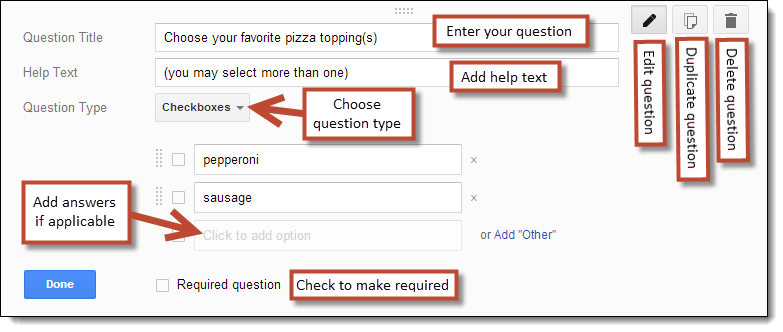 Question Title
Choose your favorite pizza topping(s)
Enter your question
Help Text
(you may select more than one)
Add help text
Question Type
Checkboxes
Choose
question type
Edit question
Duplicate question
Delete question
pepperoni
x
sausage
x
Add answers
if applicable
Click to add option
or Add "Other"
Done
Required question
Check to make required